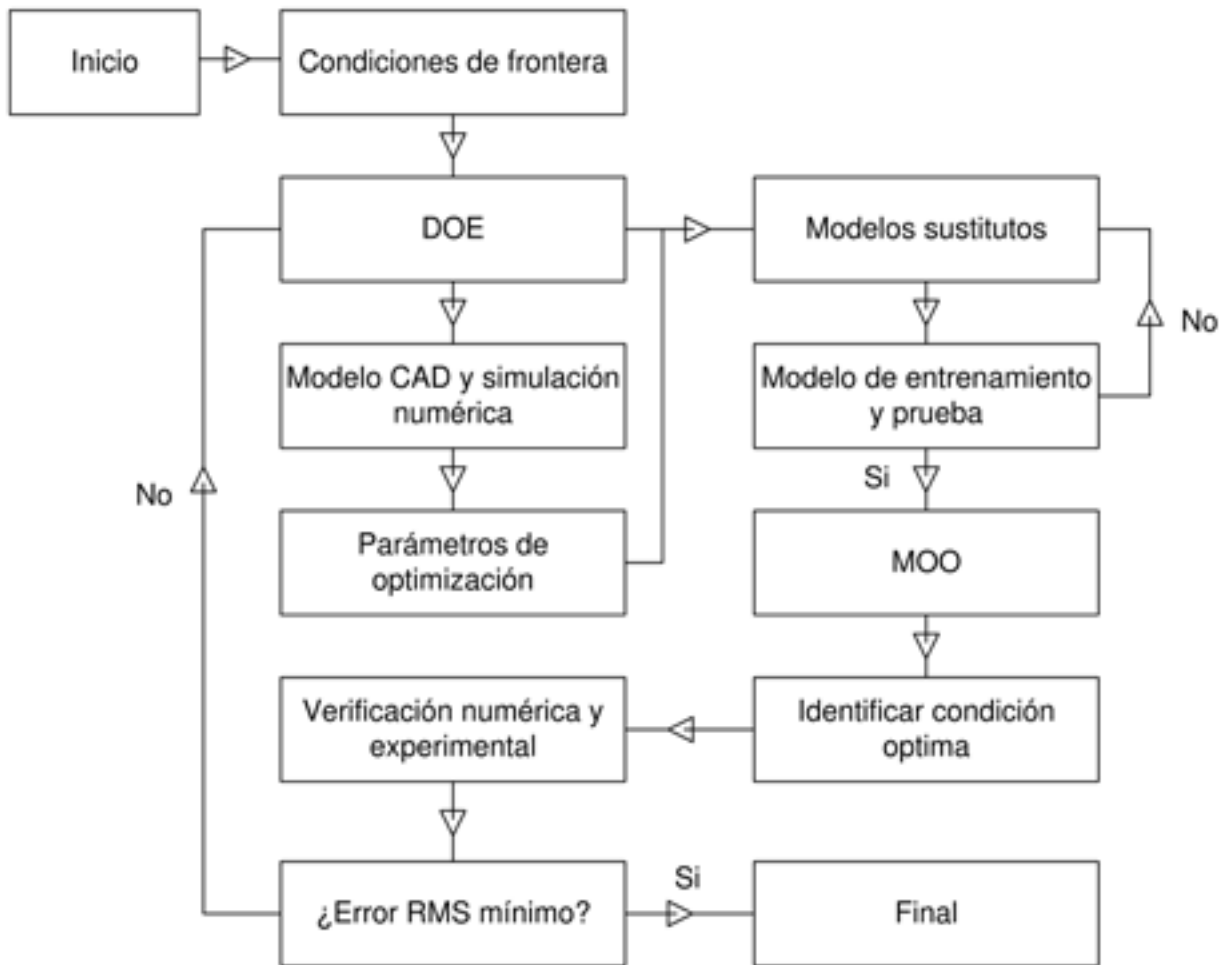 Inicio
Condiciones de frontera
DOE
Modelos sustitutos
No
Modelo CAD y simulación
numérica
Modelo de entrenamiento
y prueba
No
Si
Parámetros de
optimización
MOO
Verificación numérica y
experimental
Identificar condición
optima
¿Error RMS mínimo?
Si
Final